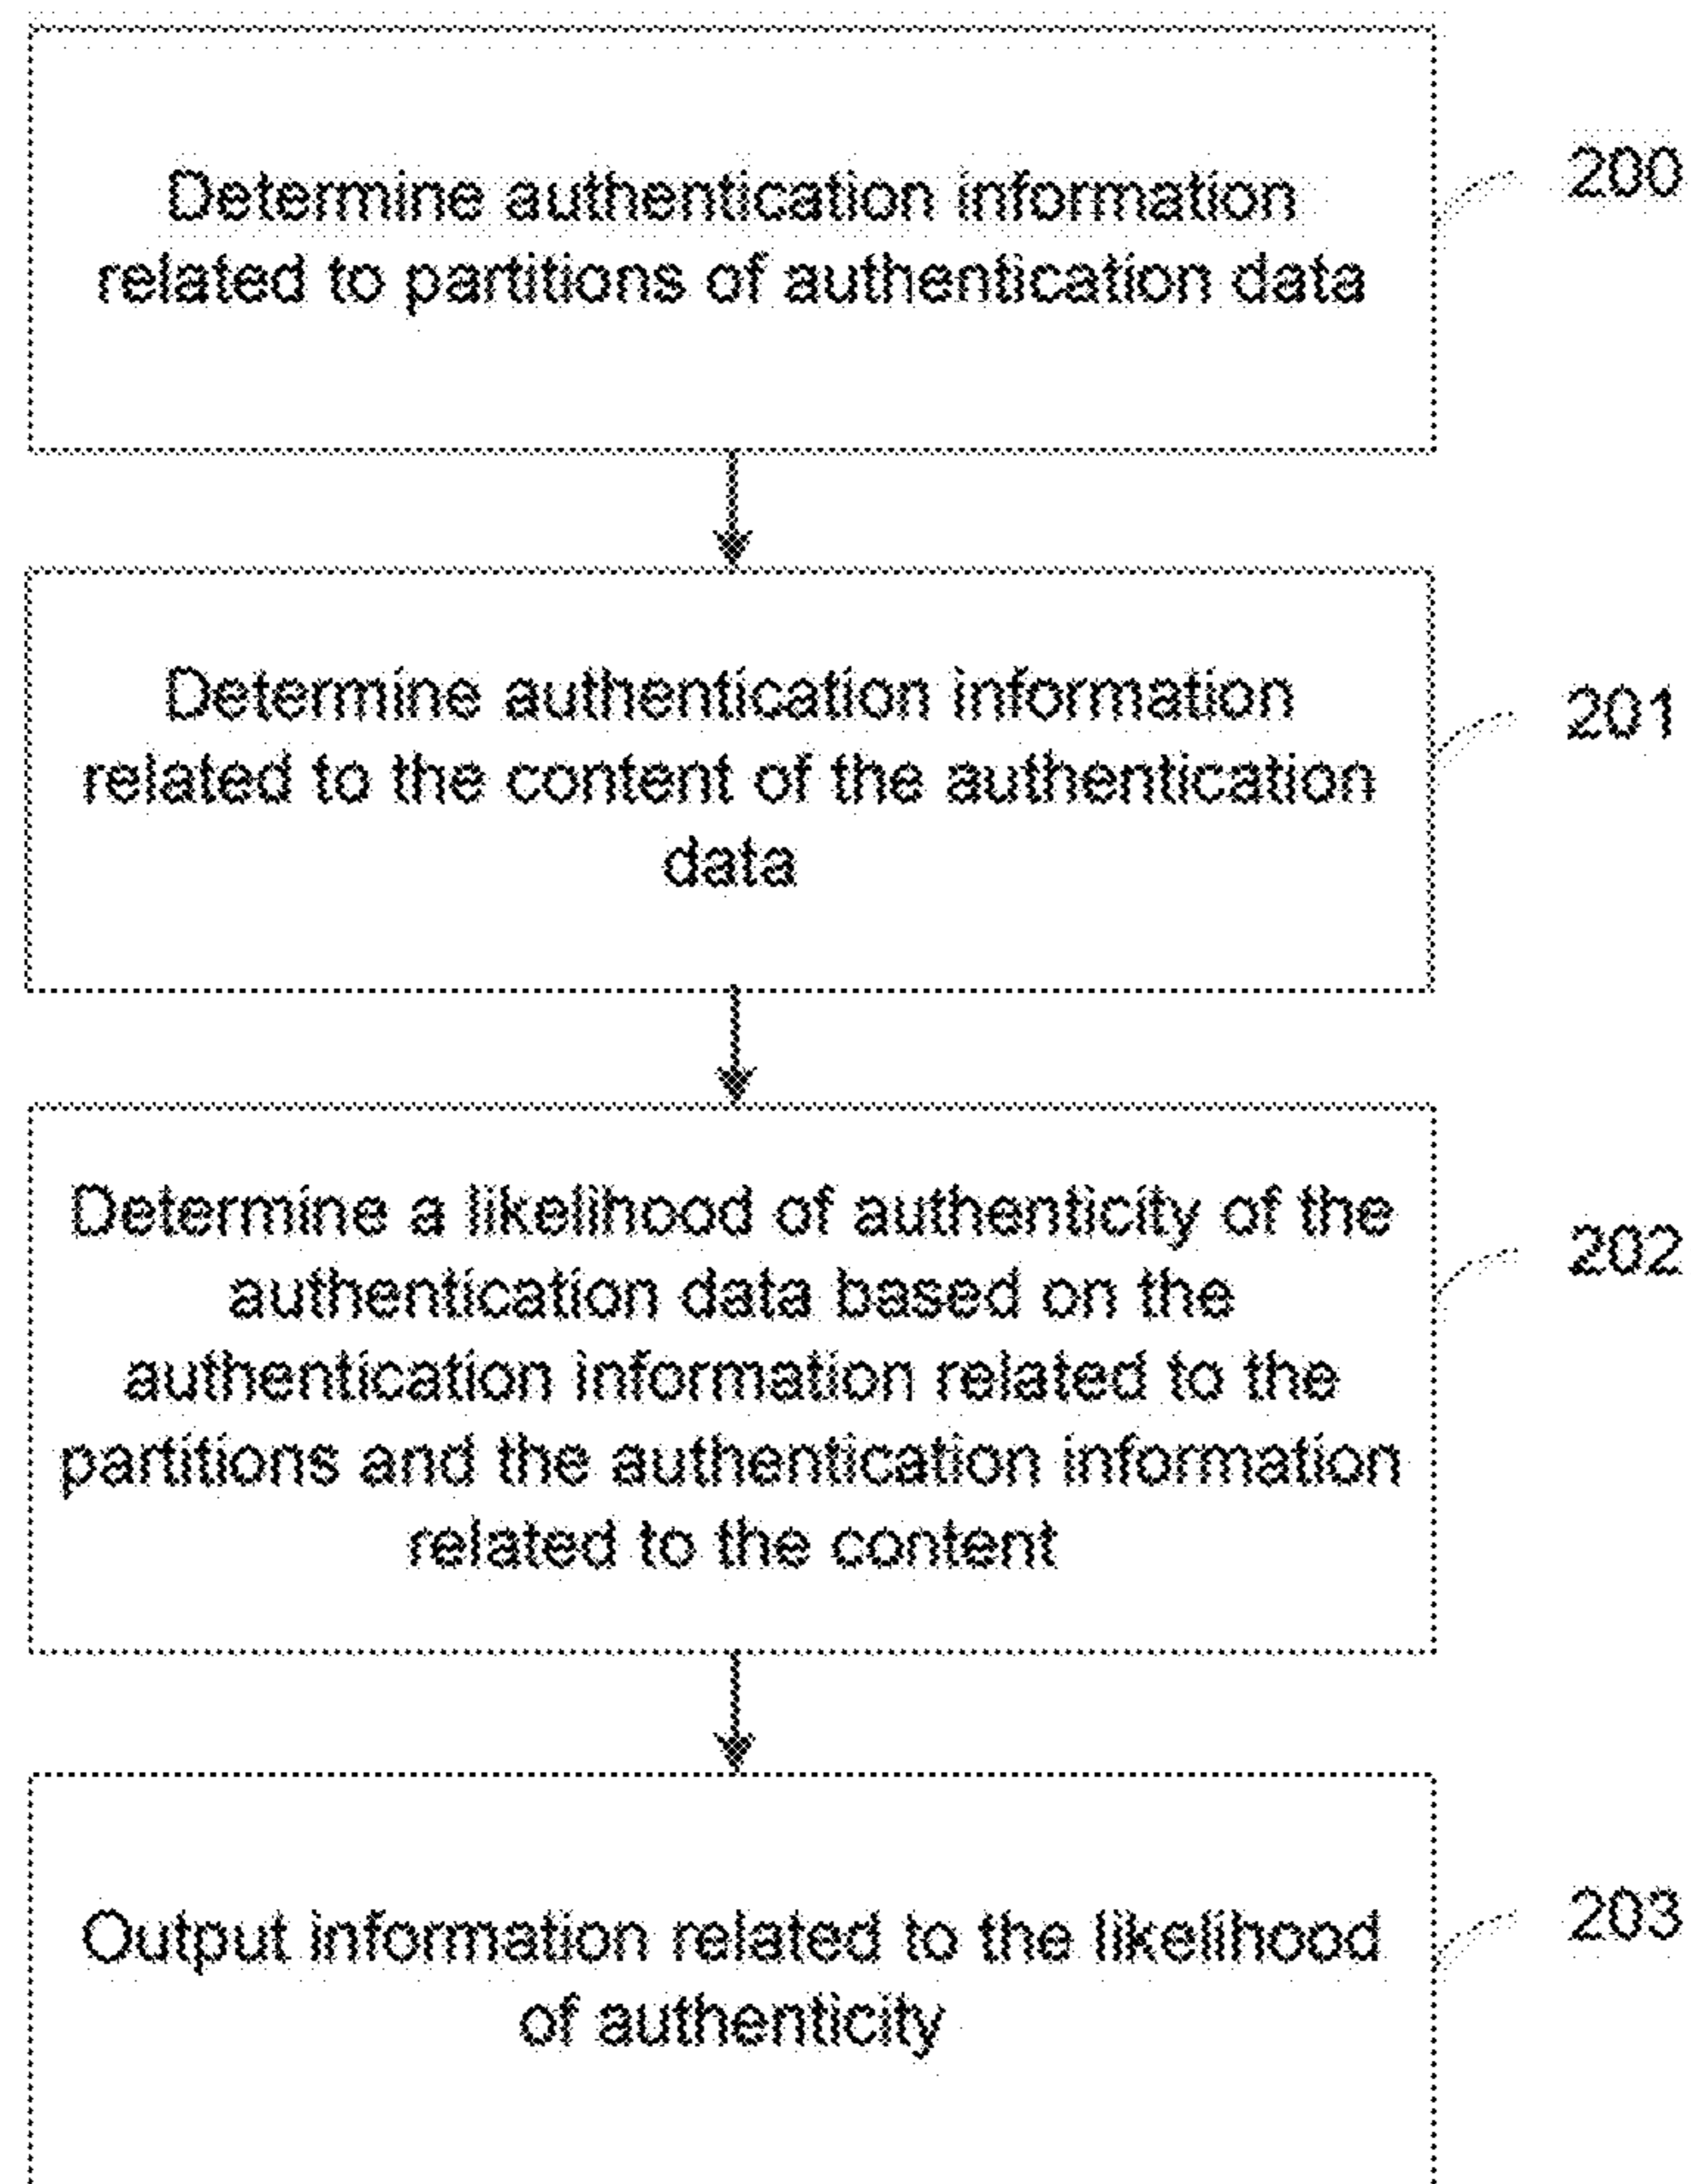 Determine authentication information
related to partitions of authentication data
200
Determine authentication information
related to the content of the authentication
data
201
Determine a likelihood of authenticity of the
authentication data based on the
authentication information related to the
partitions and the authentication information
related to the content
202
Output information related to the likelihood
of authenticity
203